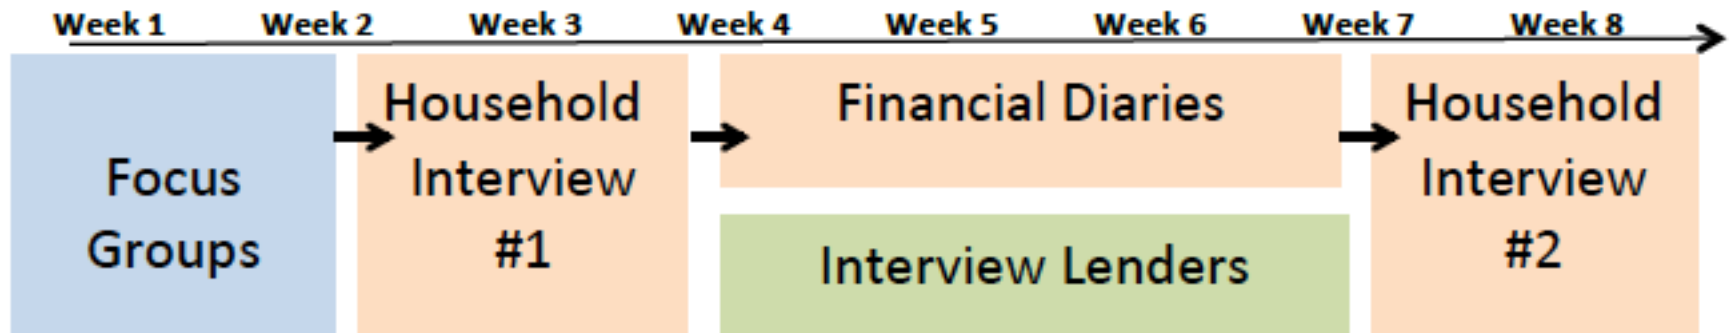 Week 1 Week 2 Week 3 Week 4 Week 5 Week 6 Week 7 Week 8
Focus
Groups
Household
Interview
#1
Financial Diaries
Interview Lenders
Household
Interview
#2